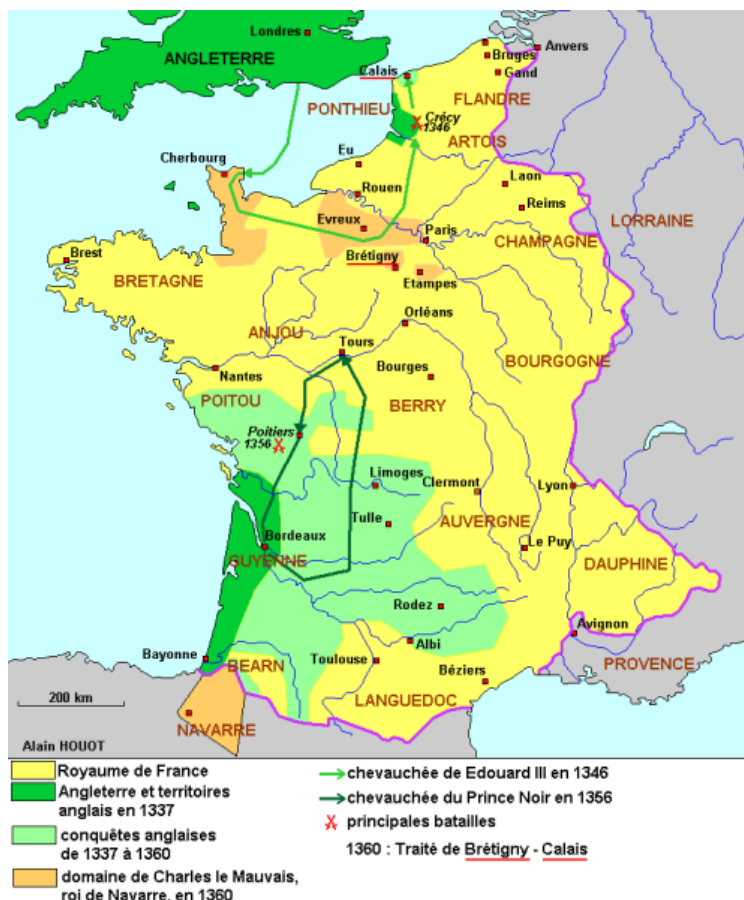 Londres
ANGLETERRE
Anvers
Bruges
Calais
Gand
FLANDRE
PONTHIEU
Crécy
1346
ARTOIS
Eu
Cherbourg
Laon
Rouen
Reims
LORRAINE
Evreux
Paris
CHAMPAGNE
Brest
Brétigny
BRETAGNE
Etampes
Orléans
ANJOU
Tours
BOURGOGNE
Nantes
Bourges
POITOU
BERRY
Poitiers
1356
Limoges
Clermont
Lyon
Tulle
AUVERGNE
Bordeaux
Le Puy
GUYENNE
DAUPHINE
Rodez
Avignon
Albi
Bayonne
Toulouse
BEARN
PROVENCE
Béziers
200 km
LANGUEDOC
NAVARRE
Alain HOUOT
Royaume de France
Angleterre et territoires
anglais en 1337
conquêtes anglaises
de 1337 à 1360
domaine de Charles le Mauvais,
roi de Navarre, en 1360
chevauchée de Edouard III en 1346
chevauchée du Prince Noir en 1356
principales batailles
1360 : Traité de Brétigny - Calais